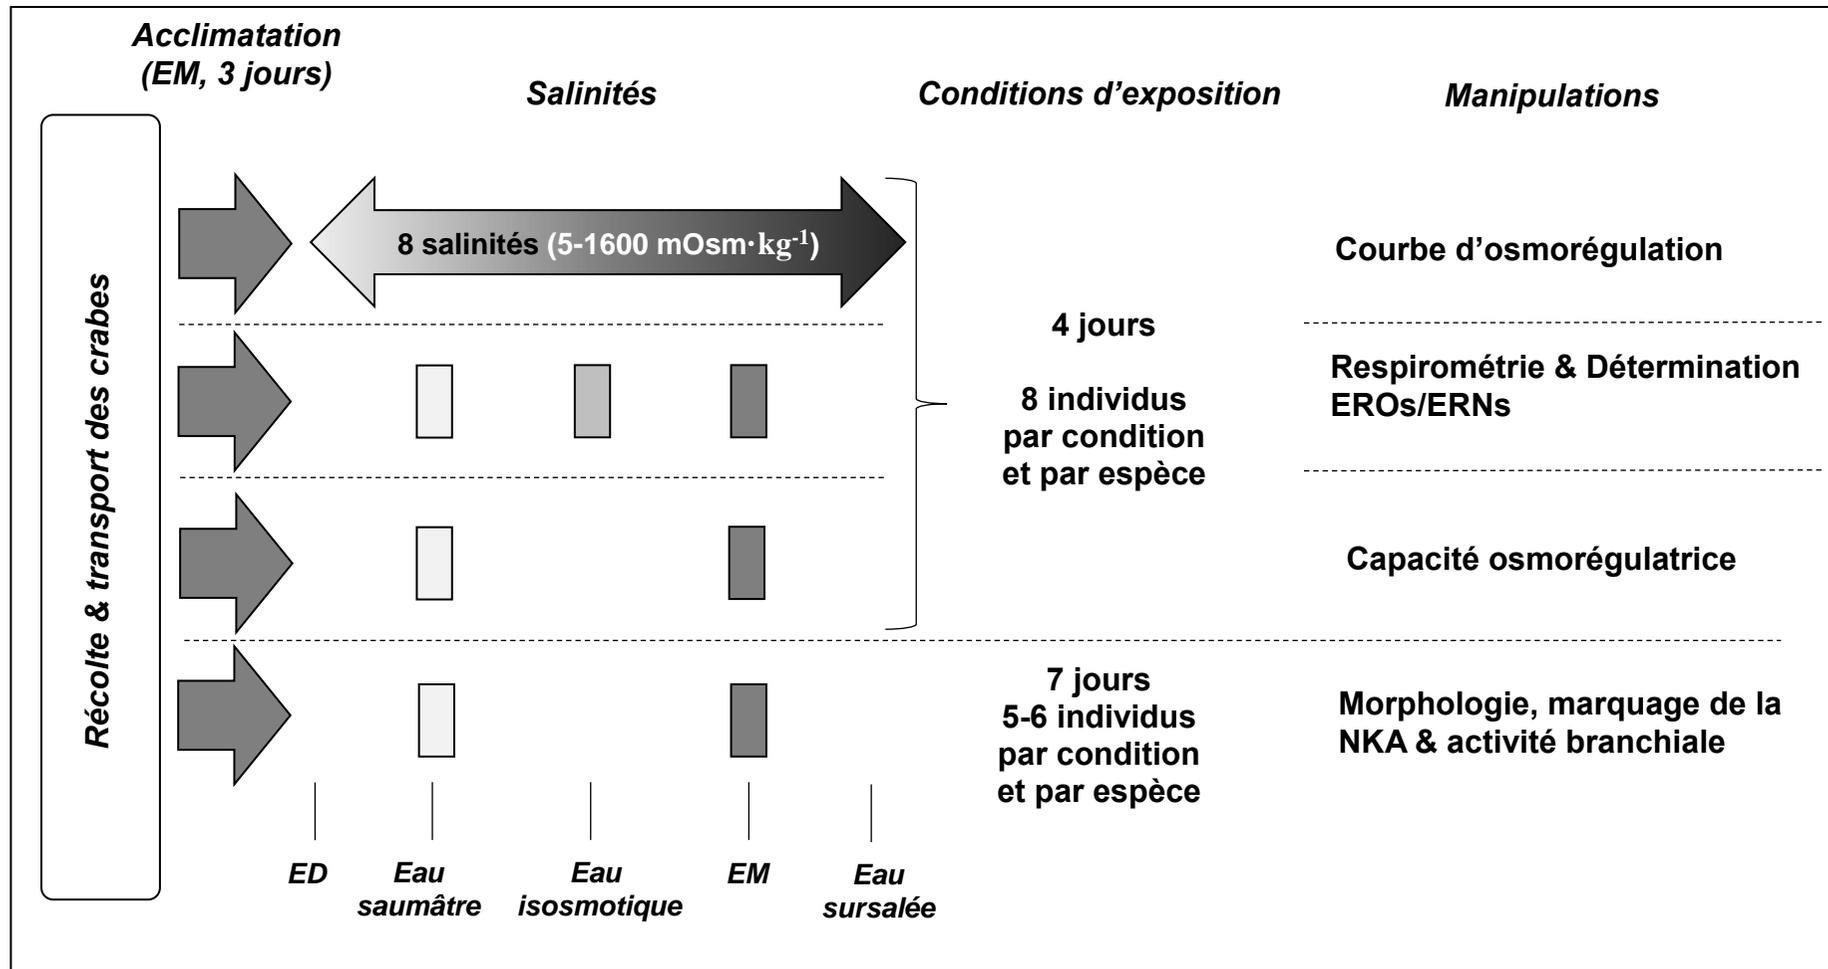 Acclimatation
(EM, 3 jours)
Salinités
Conditions d'exposition
Manipulations
Récolte & transport des crabes
8 salinités (5-1600 mOsm·kg⁻¹)
Courbe d'osmorégulation
4 jours
8 individus
par condition
et par espèce
Respirométrie & Détermination
EROs/ERNs
Capacité osmorégulatrice
7 jours
5-6 individus
par condition
et par espèce
Morphologie, marquage de la
NKA & activité branchiale
ED
Eau
saumâtre
Eau
isosmotique
EM
Eau
sursalée